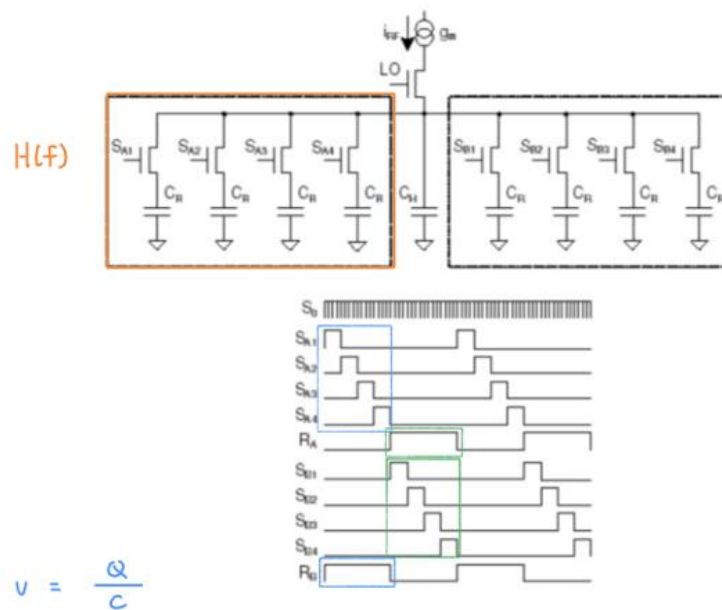 i_RF g_m
LO
H(f)
S_A1 S_A2 S_A3 S_A4 S_B1 S_B2 S_B3 S_B4
C_R C_R C_R C_R C_H C_R C_R C_R C_R
S_0
S_A1
S_A2
S_A3
S_A4
R_A
S_B1
S_B2
S_B3
S_B4
R_B
v = Q
C